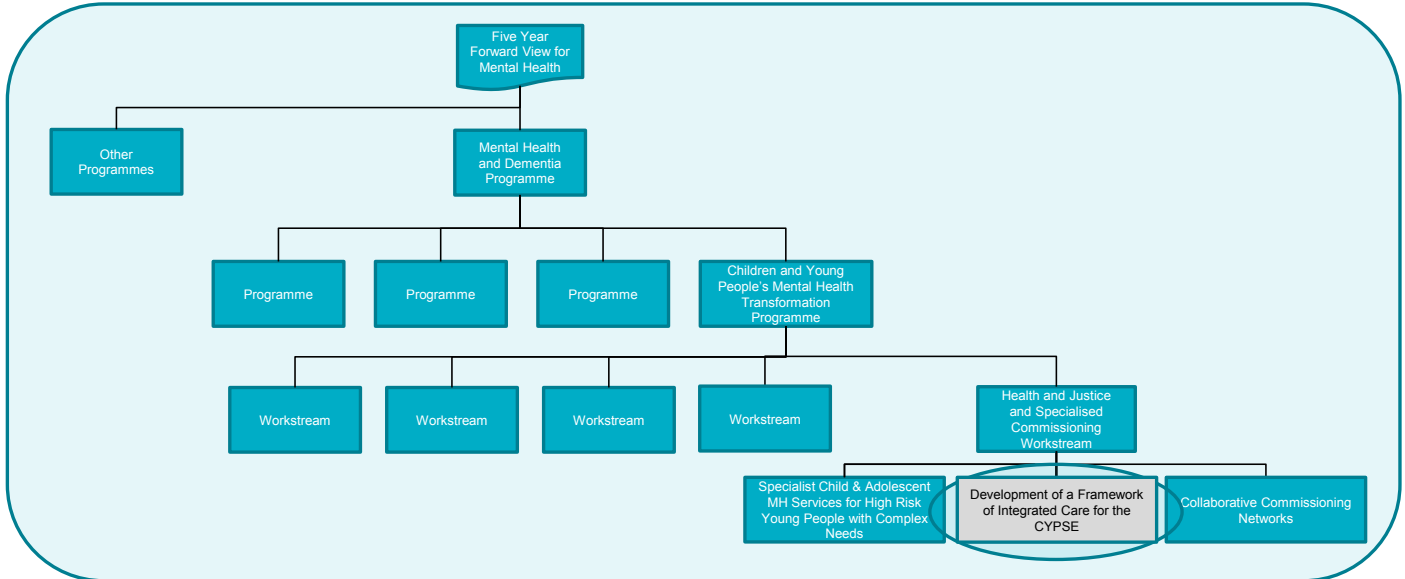 Five Year
Forward View for
Mental Health
Other
Programmes
Mental Health
and Dementia
Programme
Programme
Programme
Programme
Children and Young
People's Mental Health
Transformation
Programme
Workstream
Workstream
Workstream
Workstream
Health and Justice
and Specialised
Commissioning
Workstream
Specialist Child & Adolescent
MH Services for High Risk
Young People with Complex
Needs
Development of a Framework
of Integrated Care for the
CYPSE
Collaborative Commissioning
Networks